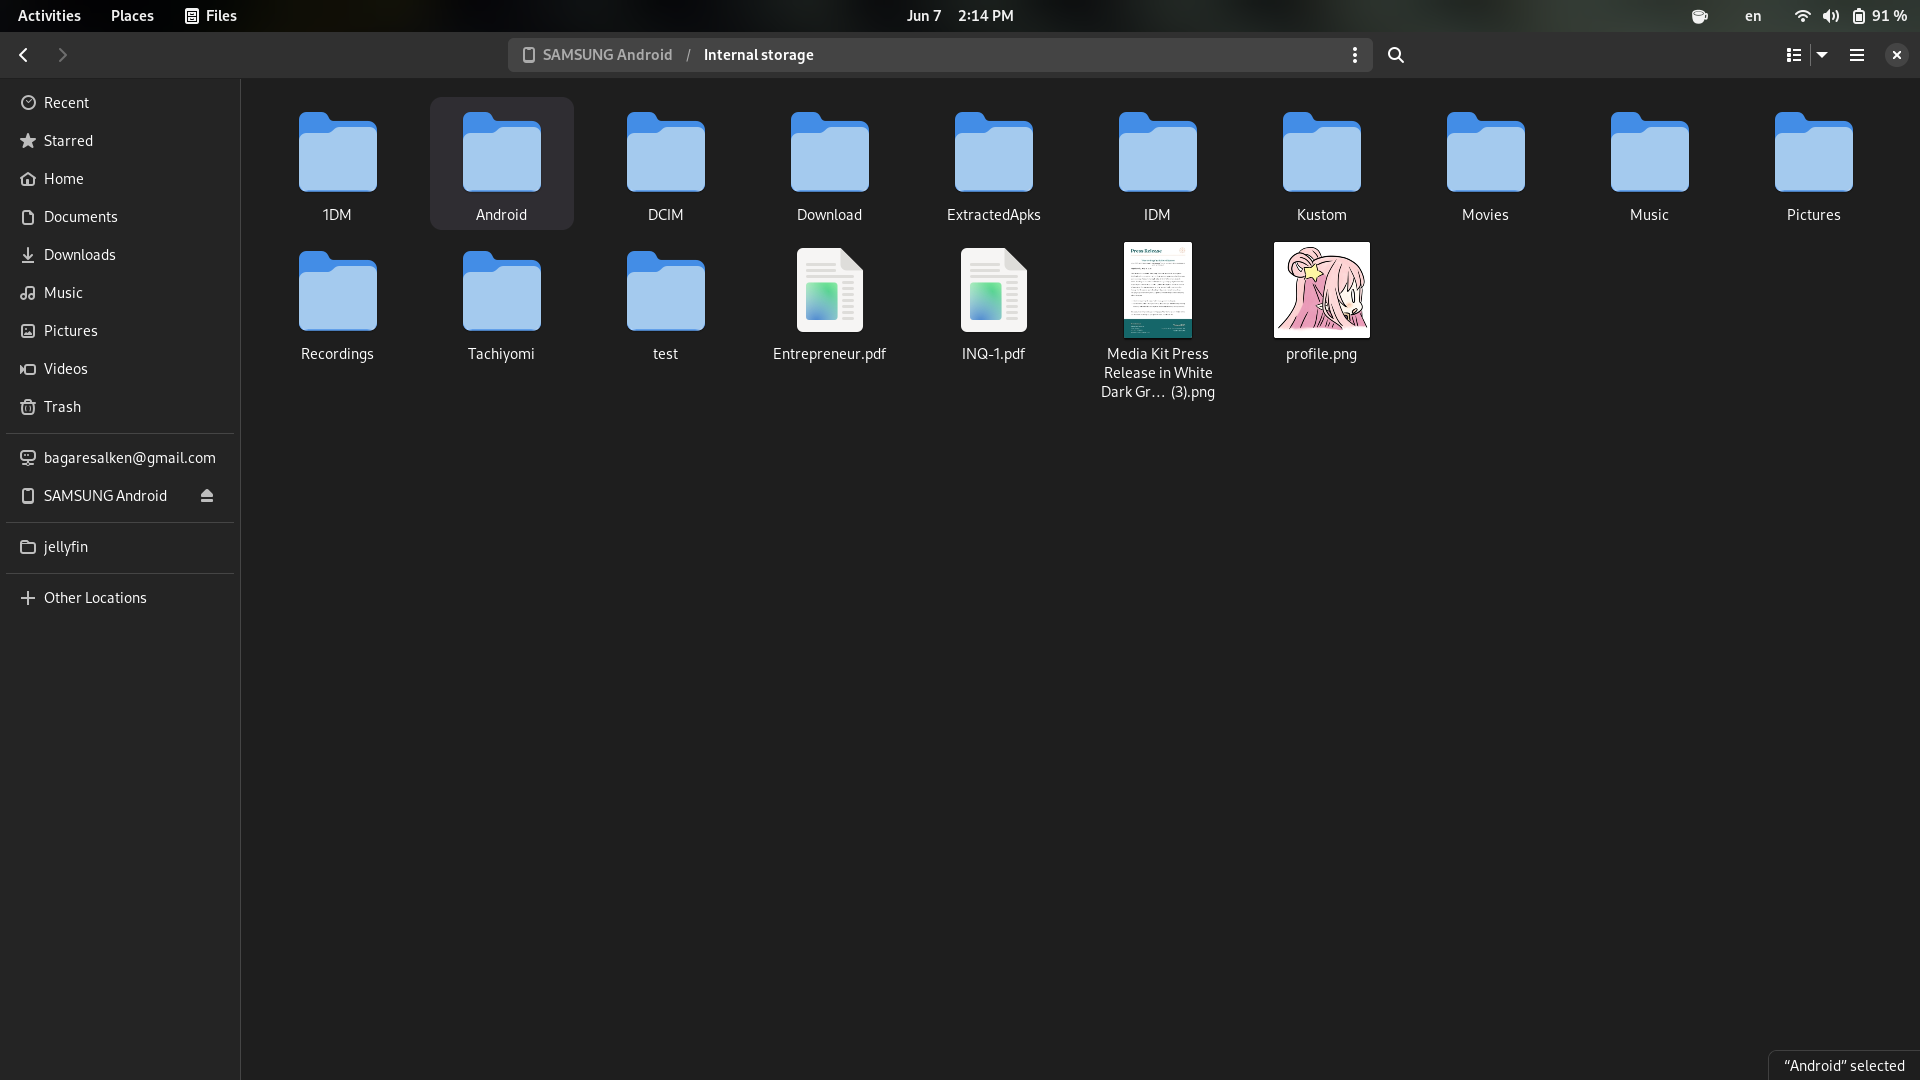 Activities
Places
Files
Jun 7 2:14 PM
en
91 %
SAMSUNG Android / Internal storage
Recent
Starred
Home
Documents
Downloads
Music
Pictures
Videos
Trash
bagaresalken@gmail.com
SAMSUNG Android
jellyfin
Other Locations
1DM
Android
DCIM
Download
ExtractedApks
IDM
Kustom
Movies
Music
Pictures
Recordings
Tachiyomi
test
Entrepreneur.pdf
INQ-1.pdf
Press Release
Media Kit Press
Release in White
Dark Gr… (3).png
profile.png
“Android” selected